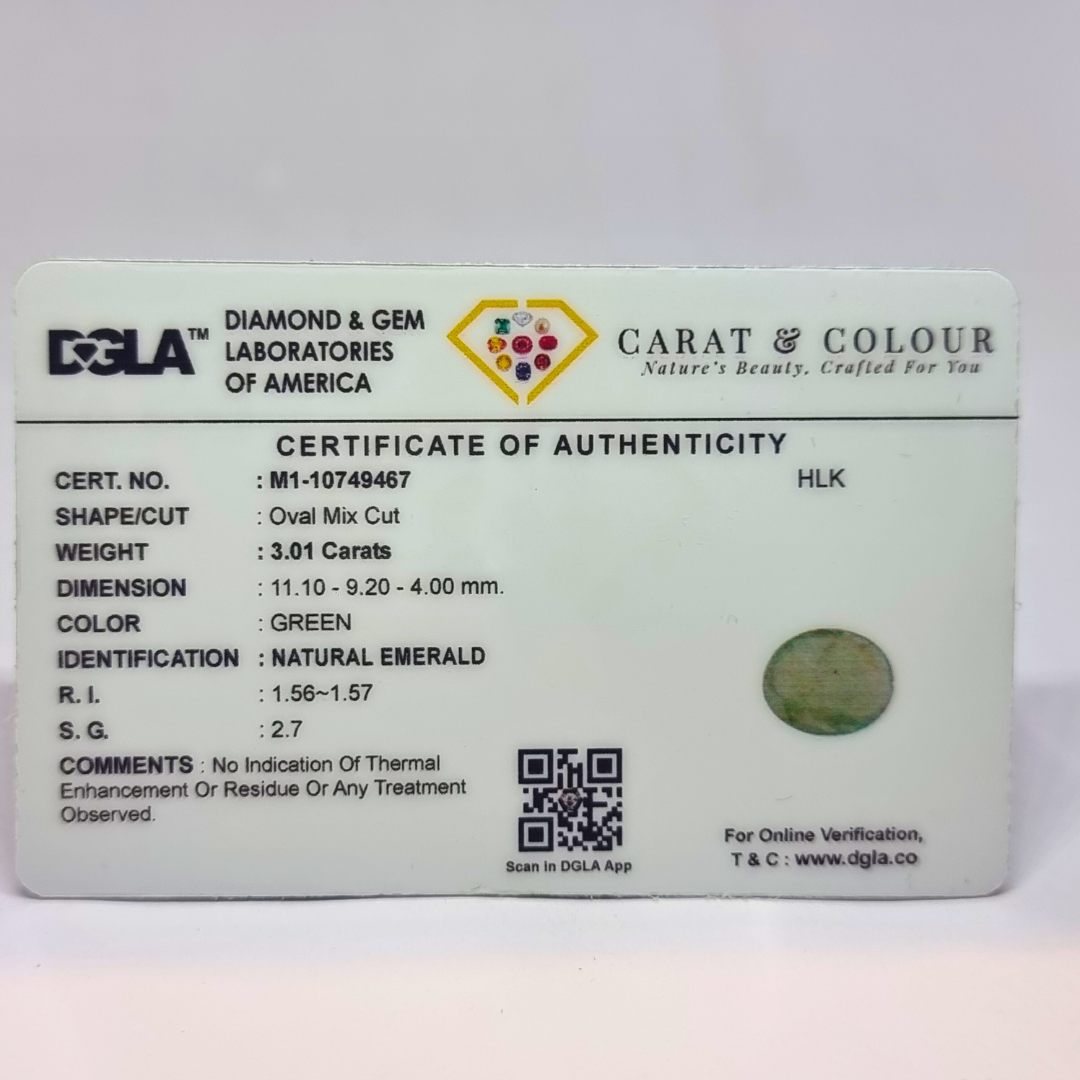 DGLA™
DIAMOND & GEM
LABORATORIES
OF AMERICA
CARAT & COLOUR
Nature's Beauty, Crafted For You
CERTIFICATE OF AUTHENTICITY
CERT. NO. : M1-10749467
HLK
SHAPE/CUT : Oval Mix Cut
WEIGHT : 3.01 Carats
DIMENSION : 11.10 - 9.20 - 4.00 mm.
COLOR : GREEN
IDENTIFICATION : NATURAL EMERALD
R. I. : 1.56~1.57
S. G. : 2.7
COMMENTS : No Indication Of Thermal
Enhancement Or Residue Or Any Treatment
Observed.
Scan in DGLA App
For Online Verification,
T & C : www.dgla.co